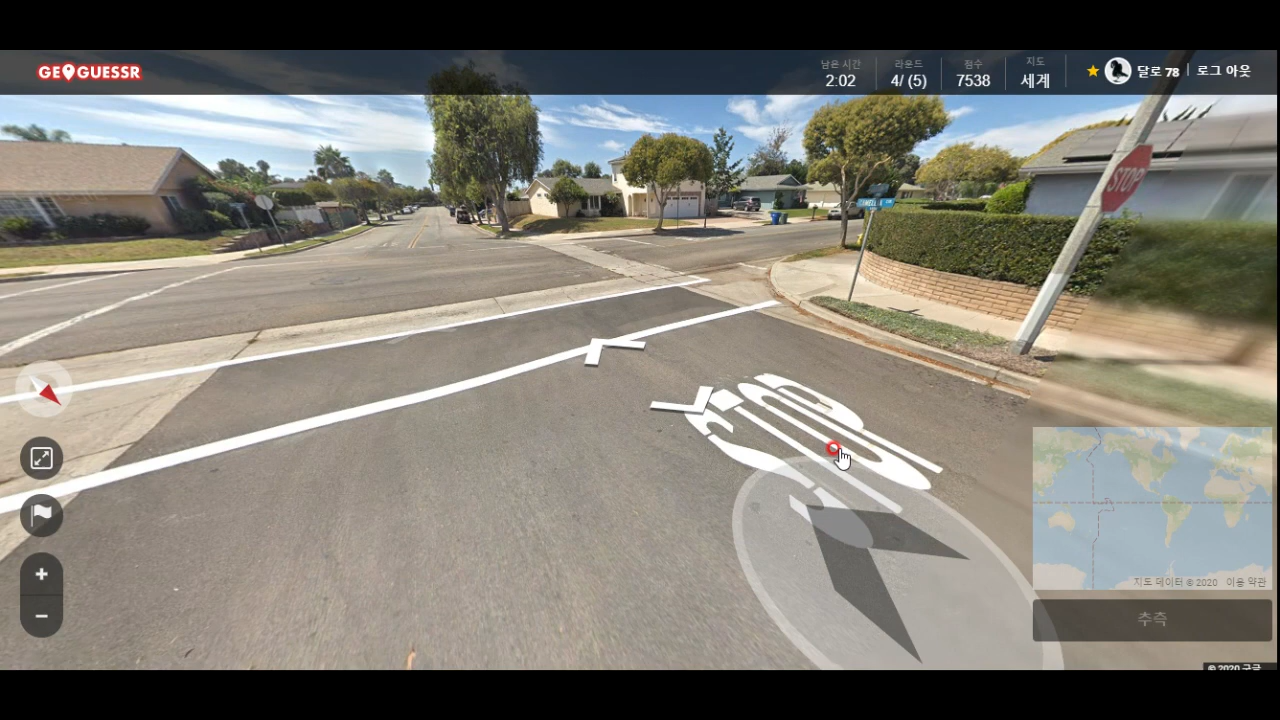 GEOGUESSR
남은 시간
2:02
라운드
4/ (5)
점수
7538
지도
세계
달로 78
로그 아웃
STOP
STOP
지도 데이터 © 2020 이용 약관
추측
© 2020 구글